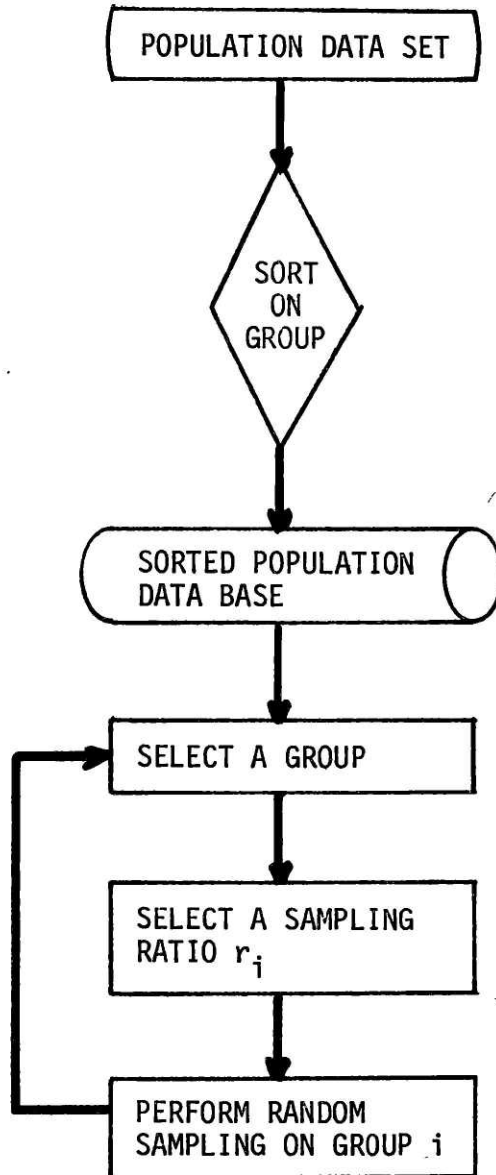 POPULATION DATA SET
SORT
ON
GROUP
SORTED POPULATION
DATA BASE
SELECT A GROUP
SELECT A SAMPLING
RATIO r_i
PERFORM RANDOM
SAMPLING ON GROUP i